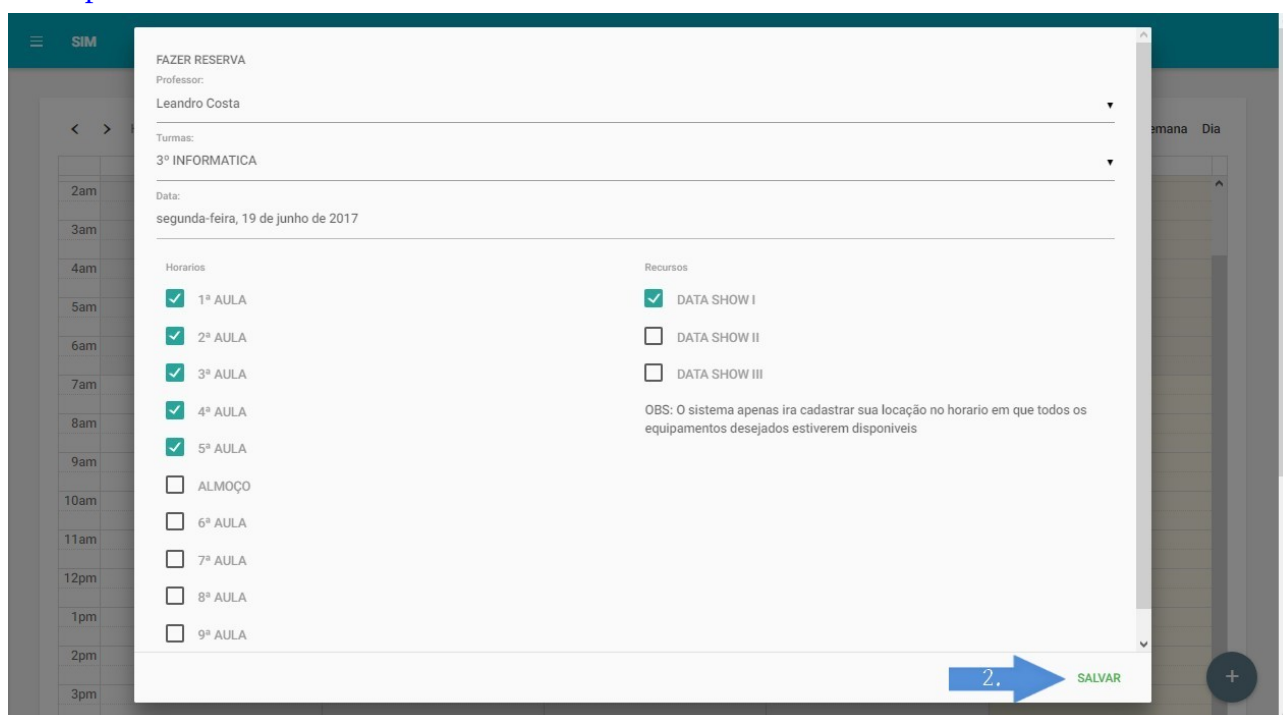 SIM
FAZER RESERVA
Professor:
Leandro Costa
Turmas:
3º INFORMATICA
Data:
segunda-feira, 19 de junho de 2017
emana Dia
Horarios
1ª AULA
2ª AULA
3ª AULA
4ª AULA
5ª AULA
ALMOÇO
6ª AULA
7ª AULA
8ª AULA
9ª AULA
Recursos
DATA SHOW I
DATA SHOW II
DATA SHOW III
OBS: O sistema apenas ira cadastrar sua locação no horario em que todos os
equipamentos desejados estiverem disponiveis
2am
3am
4am
5am
6am
7am
8am
9am
10am
11am
12pm
1pm
2pm
3pm
2.
SALVAR